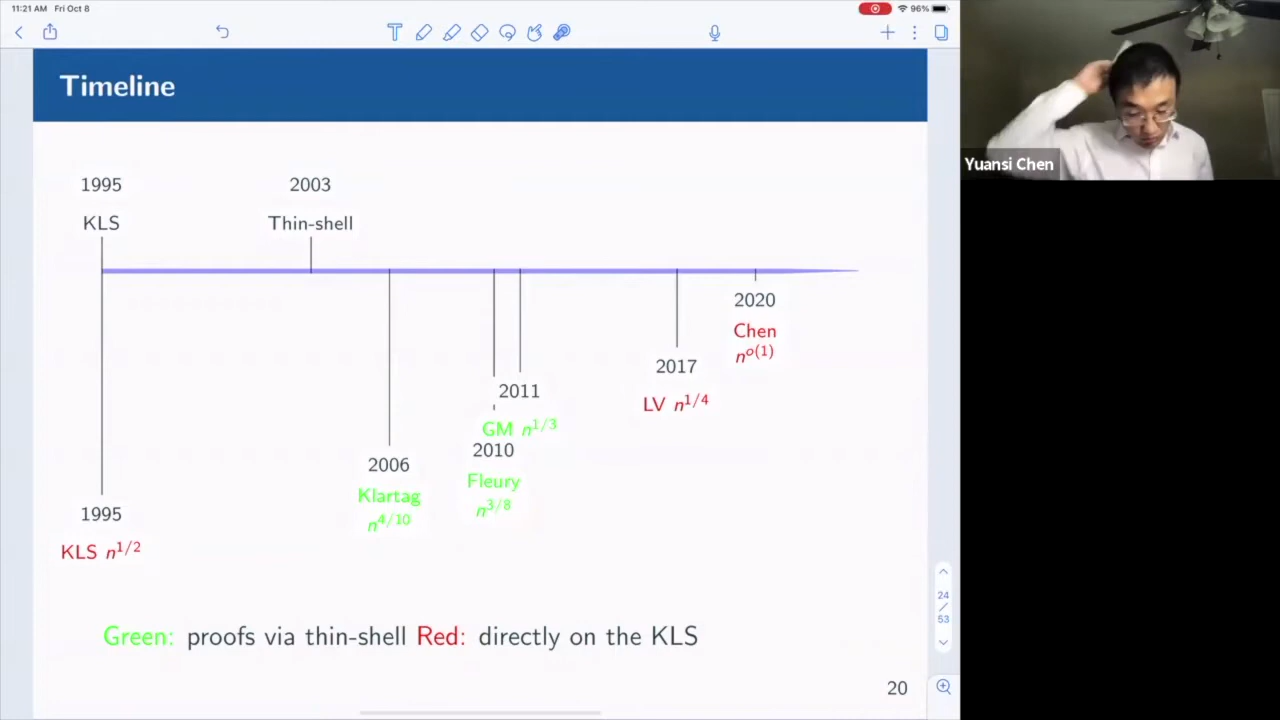 11:21 AM Fri Oct 8
96%
Timeline
1995
2003
KLS
Thin-shell
2020
Chen
n^{o(1)}
2017
LV n^{1/4}
2011
GM n^{1/3}
2010
Fleury
n^{3/8}
2006
Klartag
n^{4/10}
1995
KLS n^{1/2}
Green: proofs via thin-shell Red: directly on the KLS
20
24
/
53
Yuansi Chen